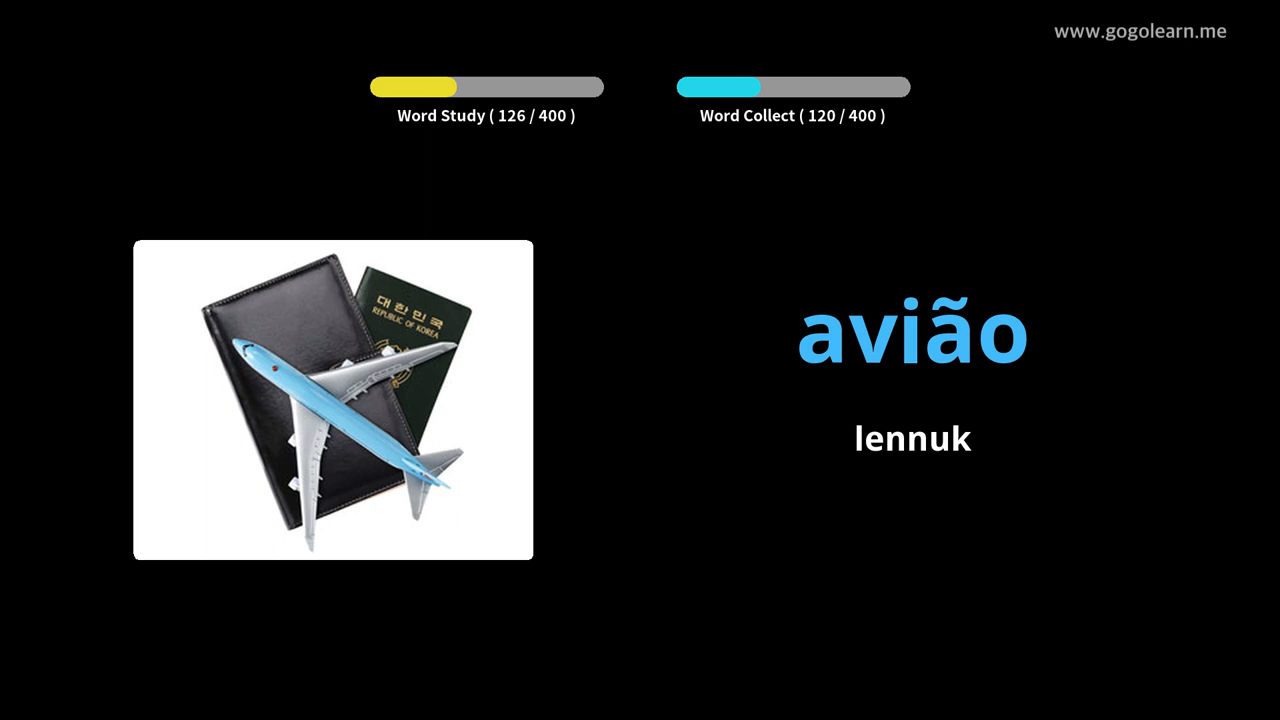 www.gogolearn.me
Word Study ( 126 / 400 )
Word Collect ( 120 / 400 )
대한민국
REPUBLIC OF KOREA
avião
lennuk